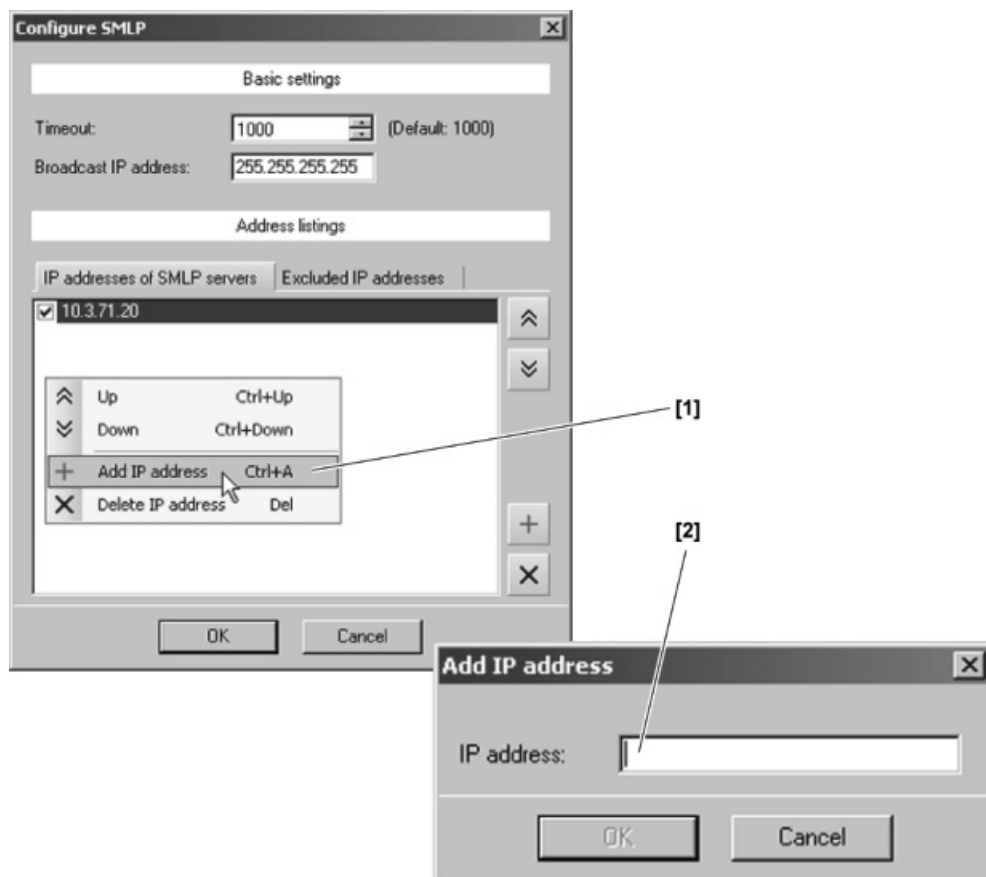 Configure SMLP
Basic settings
Timeout: 1000 (Default: 1000)
Broadcast IP address: 255.255.255.255
Address listings
IP addresses of SMLP servers Excluded IP addresses
10.3.71.20
Up Ctrl+Up
Down Ctrl+Down
[1]
Add IP address Ctrl+A
Delete IP address Del
[2]
OK Cancel
Add IP address
IP address:
OK Cancel